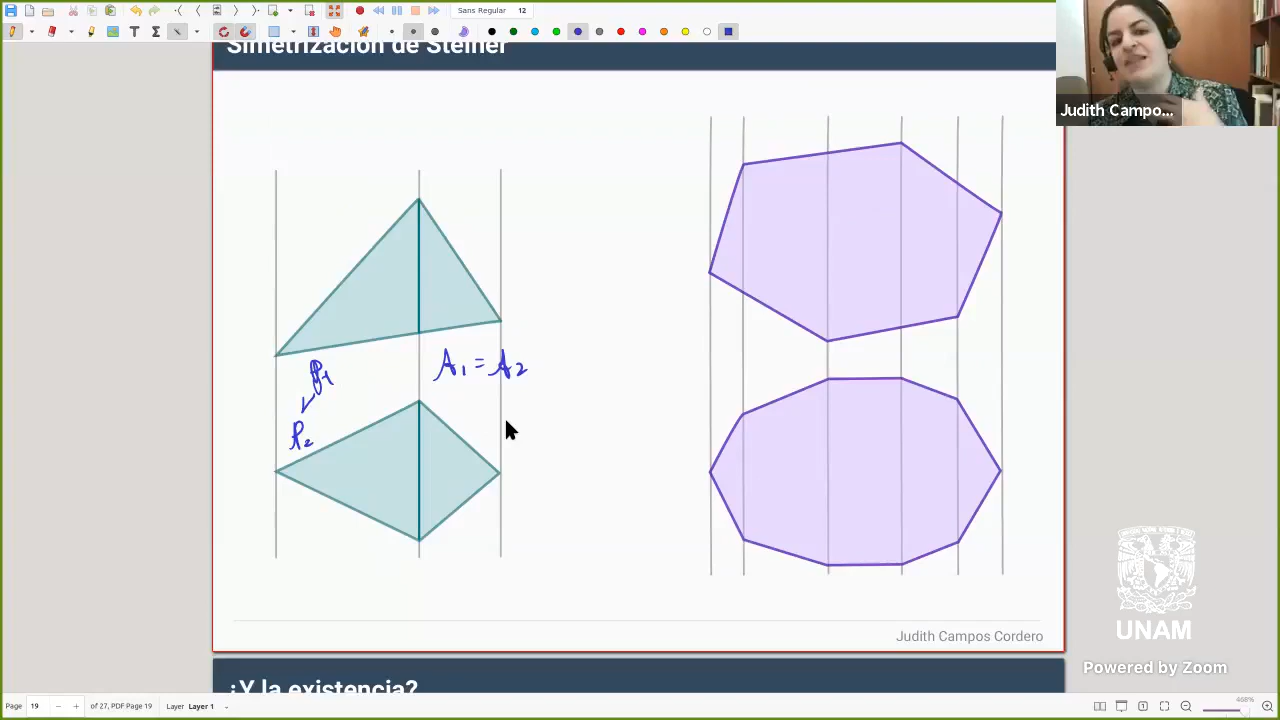 Sans Regular 12
Simetrización de Steiner
Judith Campo...
P₁
A₁ = A₂
P₂
Judith Campos Cordero
UNAM
Powered by Zoom
¿Y la existencia?
Page 19 of 27, PDF Page 19 Layer Layer 1
468%